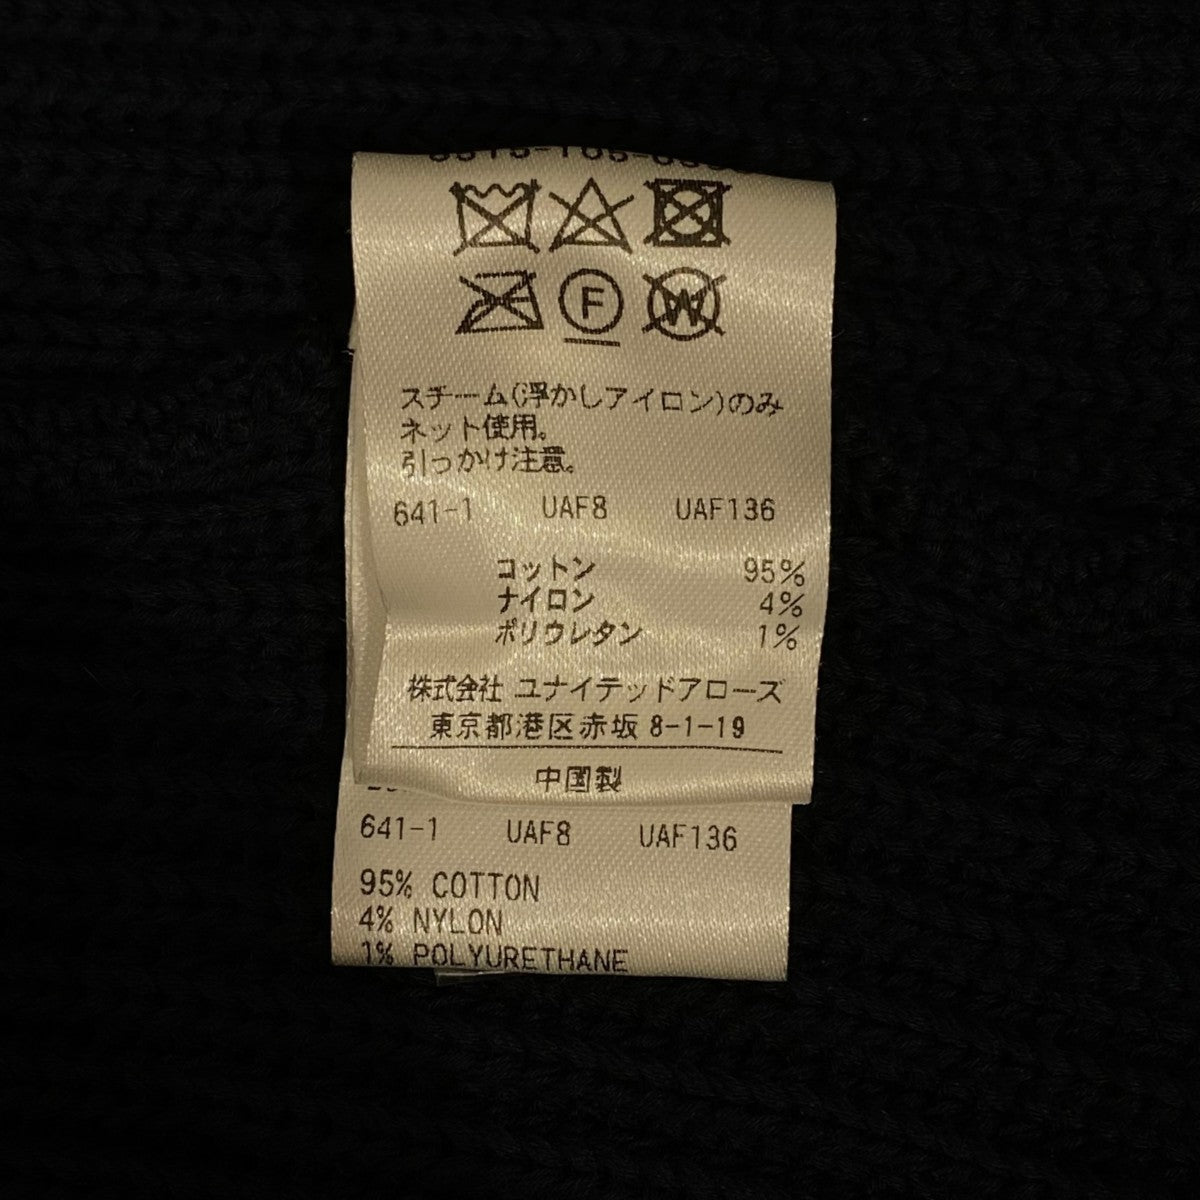 F
W
スチーム(浮かしアイロン)のみ
ネット使用。
引っかけ注意。
641-1 UAF8 UAF136
コットン 95%
ナイロン 4%
ポリウレタン 1%
株式会社 ユナイテッドアローズ
東京都港区赤坂 8-1-19
中国製
641-1 UAF8 UAF136
95% COTTON
4% NYLON
1% POLYURETHANE